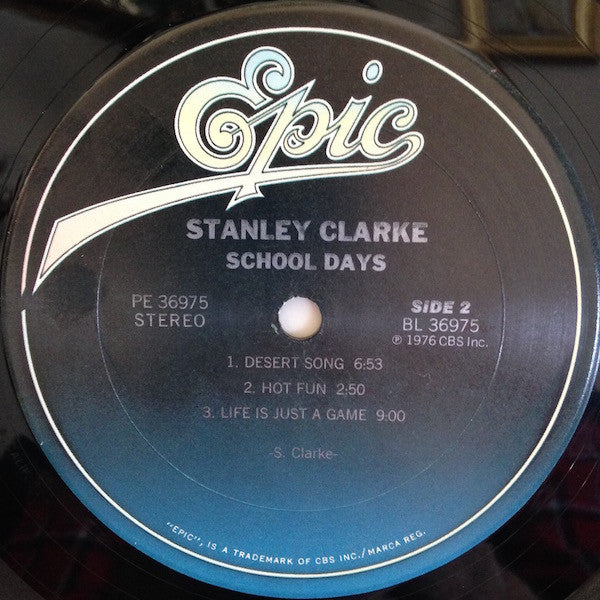 Epic
STANLEY CLARKE
SCHOOL DAYS
PE 36975
STEREO
SIDE 2
BL 36975
℗ 1976 CBS Inc.
1. DESERT SONG 6:53
2. HOT FUN 2:50
3. LIFE IS JUST A GAME 9:00
-S. Clarke-
"EPIC", IS A TRADEMARK OF CBS INC./MARCA REG.